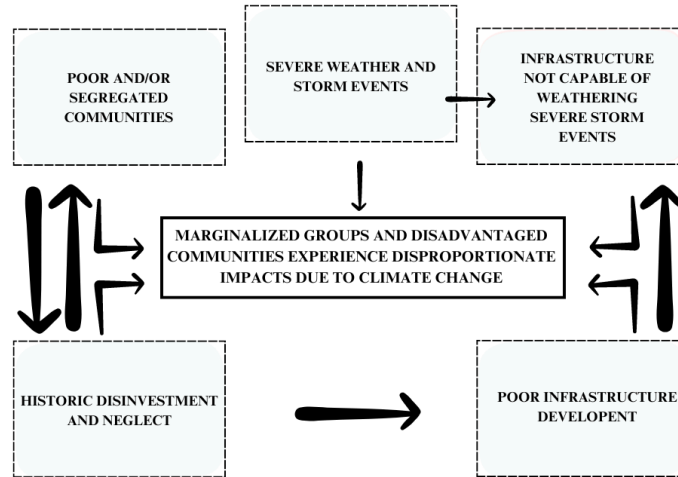 POOR AND/OR
SEGREGATED
COMMUNITIES
SEVERE WEATHER AND
STORM EVENTS
INFRASTRUCTURE
NOT CAPABLE OF
WEATHERING
SEVERE STORM
EVENTS
MARGINALIZED GROUPS AND DISADVANTAGED
COMMUNITIES EXPERIENCE DISPROPORTIONATE
IMPACTS DUE TO CLIMATE CHANGE
HISTORIC DISINVESTMENT
AND NEGLECT
POOR INFRASTRUCTURE
DEVELOPENT